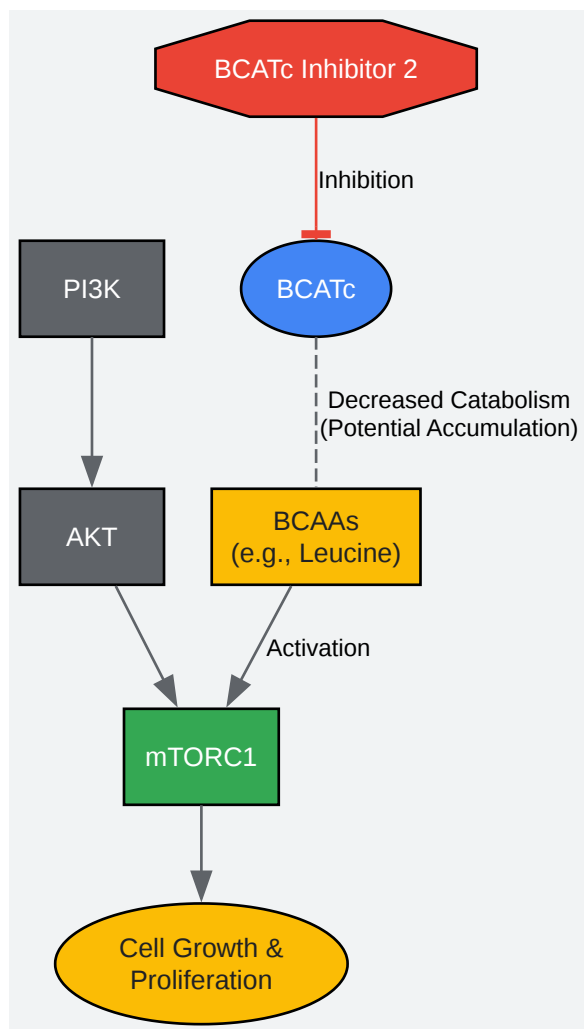 BCATc Inhibitor 2
Inhibition
PI3K
BCATc
Decreased Catabolism
(Potential Accumulation)
AKT
BCAAs
(e.g., Leucine)
Activation
mTORC1
Cell Growth &
Proliferation